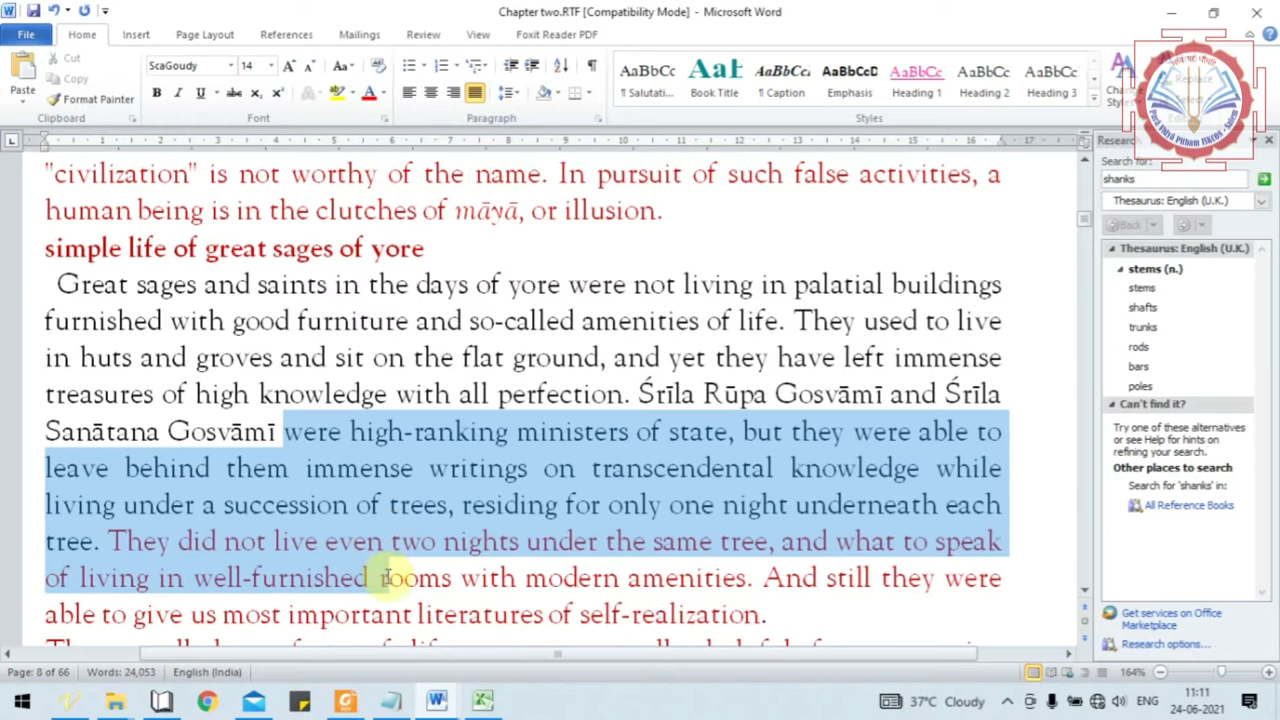 Chapter two.RTF [Compatibility Mode] - Microsoft Word
File Home Insert Page Layout References Mailings Review View Foxit Reader PDF
Paste
Cut
Copy
Format Painter
Clipboard
ScaGoudy 14
Font
Paragraph
AaBbCc AaB AaBbCc AaBbCcD AaBbCc AaBbCc AaBbCc
¶ Salutati... Book Title ¶ Caption Emphasis Heading 1 Heading 2 Heading 3
Change
Styles
Replace
Styles
"civilization" is not worthy of the name. In pursuit of such false activities, a
human being is in the clutches of māyā, or illusion.
simple life of great sages of yore
Great sages and saints in the days of yore were not living in palatial buildings
furnished with good furniture and so-called amenities of life. They used to live
in huts and groves and sit on the flat ground, and yet they have left immense
treasures of high knowledge with all perfection. Śrīla Rūpa Gosvāmī and Śrīla
Sanātana Gosvāmī were high-ranking ministers of state, but they were able to
leave behind them immense writings on transcendental knowledge while
living under a succession of trees, residing for only one night underneath each
tree. They did not live even two nights under the same tree, and what to speak
of living in well-furnished rooms with modern amenities. And still they were
able to give us most important literatures of self-realization.
Search for:
shanks
Thesaurus: English (U.K.)
Back
Thesaurus: English (U.K.)
stems (n.)
stems
shafts
trunks
rods
bars
poles
Can't find it?
Try one of these alternatives
or see Help for hints on
refining your search.
Other places to search
Search for 'shanks' in:
All Reference Books
Get services on Office
Marketplace
Research options...
Page: 8 of 66 Words: 24,053 English (India) 164%
37°C Cloudy ENG 11:11
24-06-2021